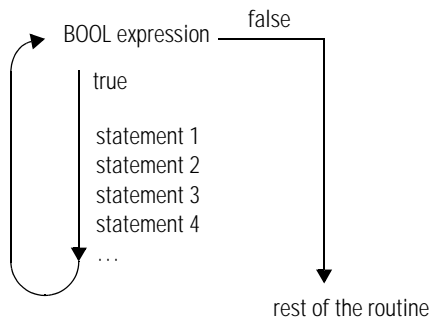 false
BOOL expression
true
statement 1
statement 2
statement 3
statement 4
...
rest of the routine